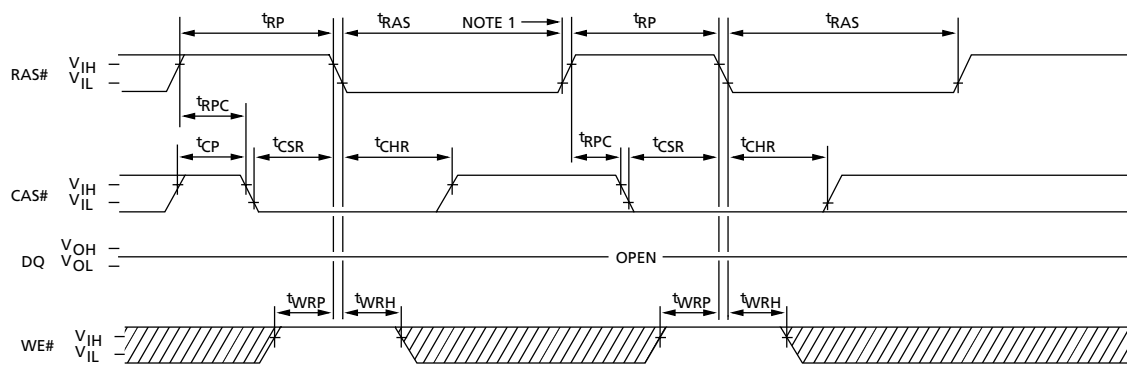 tRP tRAS NOTE 1 tRP tRAS
RAS# VIH
VIL
tRPC
tCP tCSR tCHR tRPC tCSR tCHR
CAS# VIH
VIL
DQ VOH
VOL
OPEN
tWRP tWRH tWRP tWRH
WE# VIH
VIL